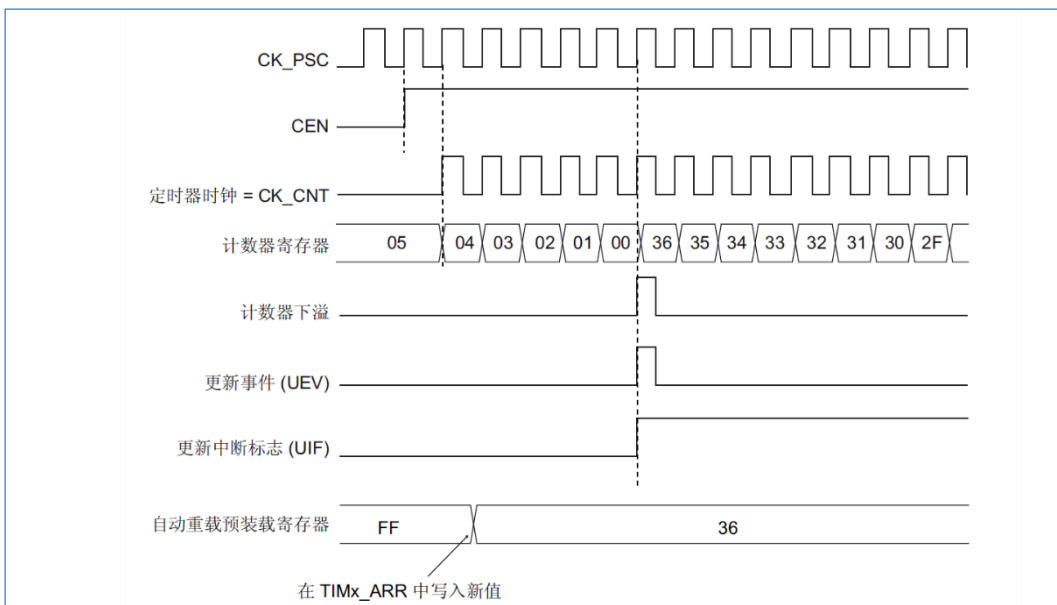 CK_PSC
CEN
定时器时钟 = CK_CNT
计数器寄存器 05 04 03 02 01 00 36 35 34 33 32 31 30 2F
计数器下溢
更新事件 (UEV)
更新中断标志 (UIF)
自动重载预装载寄存器 FF 36
在 TIMx_ARR 中写入新值